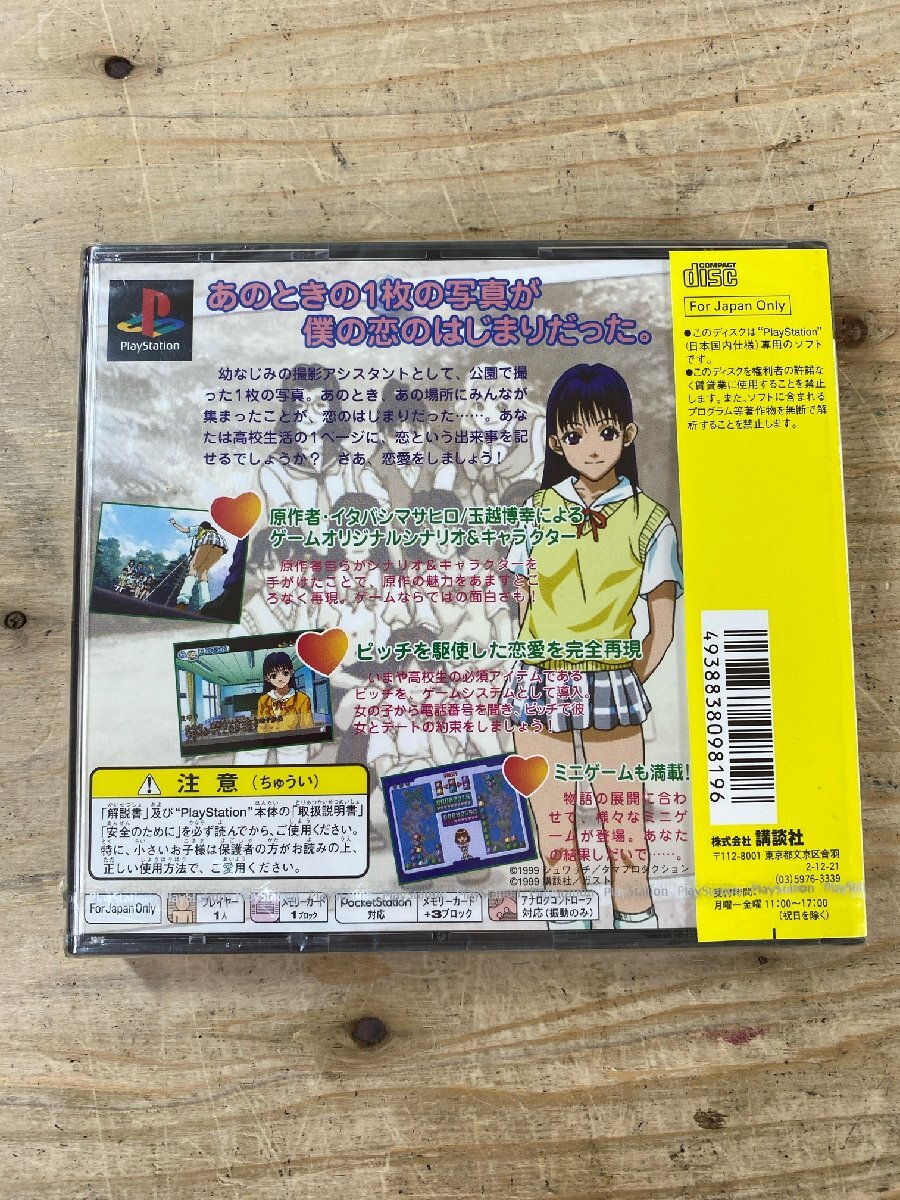 PlayStation
あのときの1枚の写真が
僕の恋のはじまりだった。
幼なじみの撮影アシスタントとして、公園で撮
った1枚の写真。あのとき、あの場所にみんなが
集まったことが、恋のはじまりだった……。あな
たは高校生活の1ページに、恋という出来事を記
せるでしょうか? さあ、恋愛をしましょう!
原作者・イタバシマサヒロ/玉越博幸による
ゲームオリジナルシナリオ&キャラクター
原作者自らがシナリオ&キャラクターを
手がけたことで、原作の魅力をあますとこ
ろなく再現。ゲームならではの面白さも!
ピッチを駆使した恋愛を完全再現
いまや高校生の必須アイテムである
ピッチを、ゲームシステムとして導入。
女の子から電話番号を聞き、ピッチで彼
女とデートの約束をしましょう!
ミニゲームも満載!
物語の展開に合わ
せて、様々なミニゲ
ームが登場。あなた
の結果しだいで……。
©1999 シュワッチ/タマプロダクション
©1999 講談社/ガスト
注意(ちゅうい)
「解説書」及び"PlayStation"本体の「取扱説明書」
「安全のために」を必ず読んでから、ご使用ください。
特に、小さいお子様は保護者の方がお読みの上、
正しい使用方法で、ご愛用ください。
For Japan Only
プレイヤー
1人
メモリーカード
1ブロック
PocketStation
対応
メモリーカード
+3ブロック
アナログコントローラ
対応(振動のみ)
COMPACT
disc
For Japan Only
●このディスクは"PlayStation"
(日本国内仕様)専用のソフト
です。
●このディスクを権利者の許諾な
く賃貸業に使用することを禁止
します。また、ソフトに含まれる
プログラム等著作物を無断で解
析することを禁止します。
4938838098196
株式会社 講談社
〒112-8001 東京都文京区音羽
2-12-21
(03)5976-3339
受付時間:
月曜~金曜 11:00~17:00
(祝日を除く)
PlayStation PlayStation PlayStation PlayStation